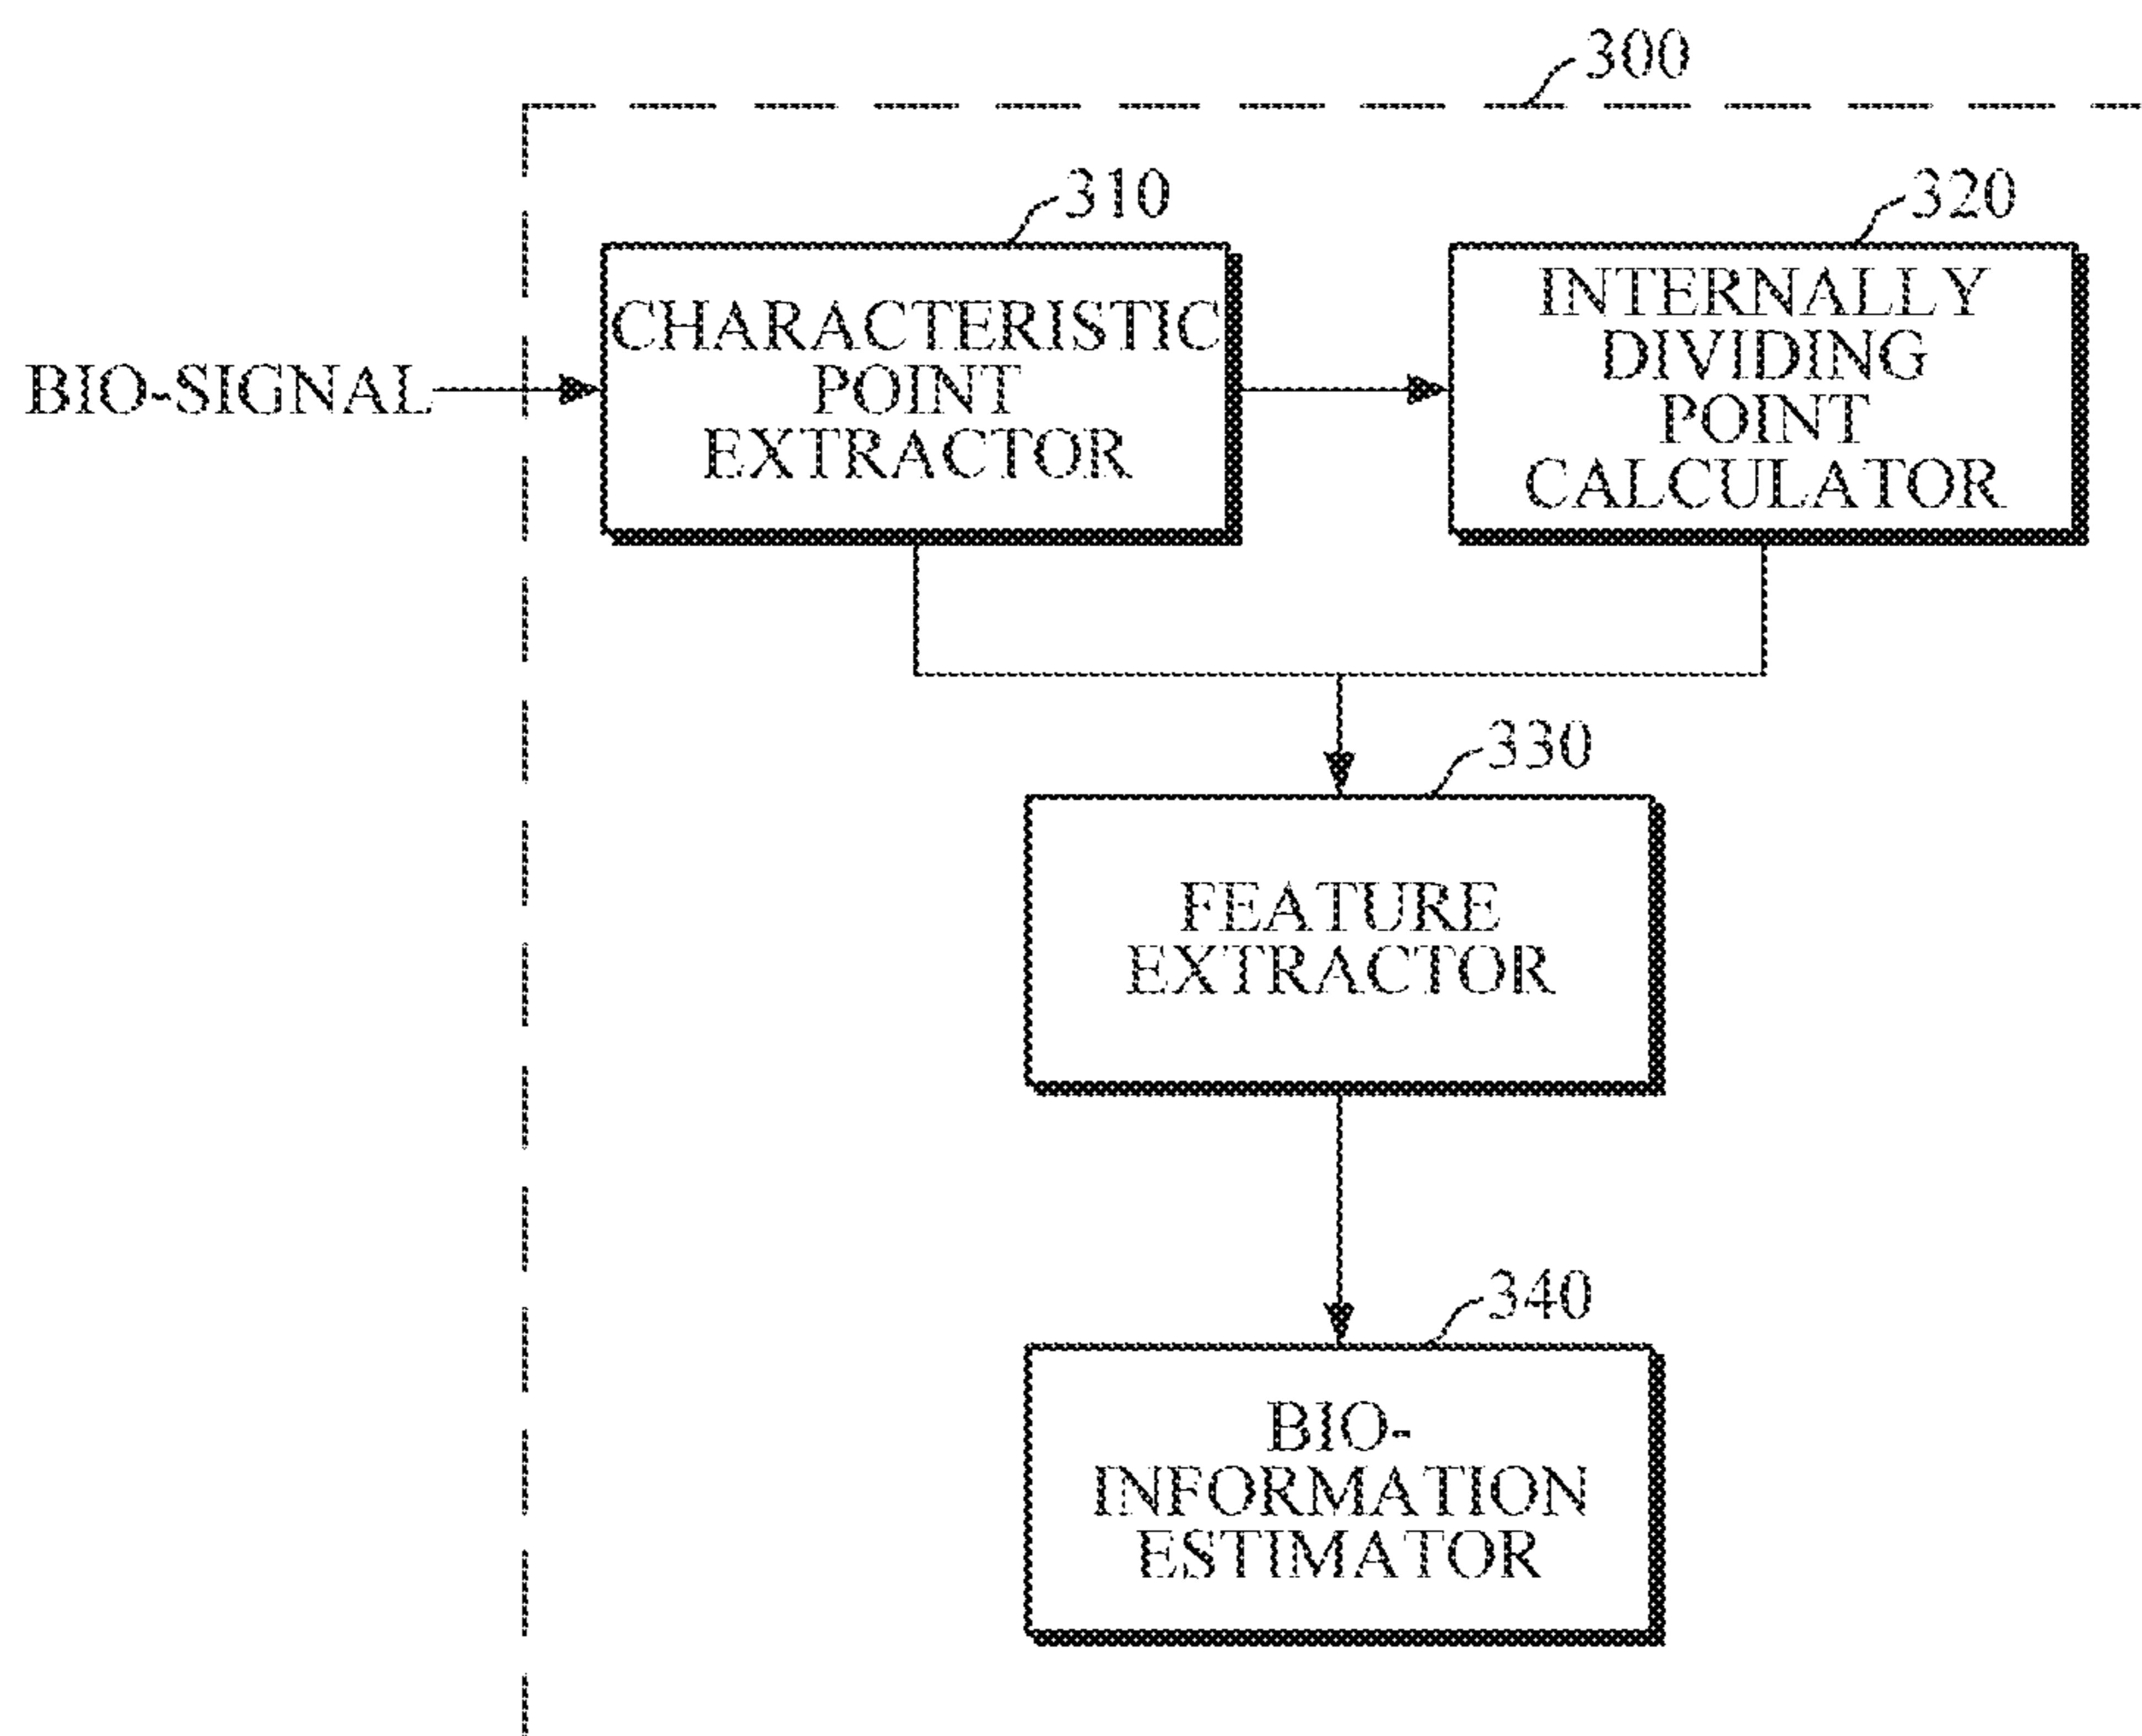 300
310
320
CHARACTERISTIC
POINT
EXTRACTOR
INTERNALLY
DIVIDING
POINT
CALCULATOR
BIO-SIGNAL
330
FEATURE
EXTRACTOR
340
BIO-
INFORMATION
ESTIMATOR